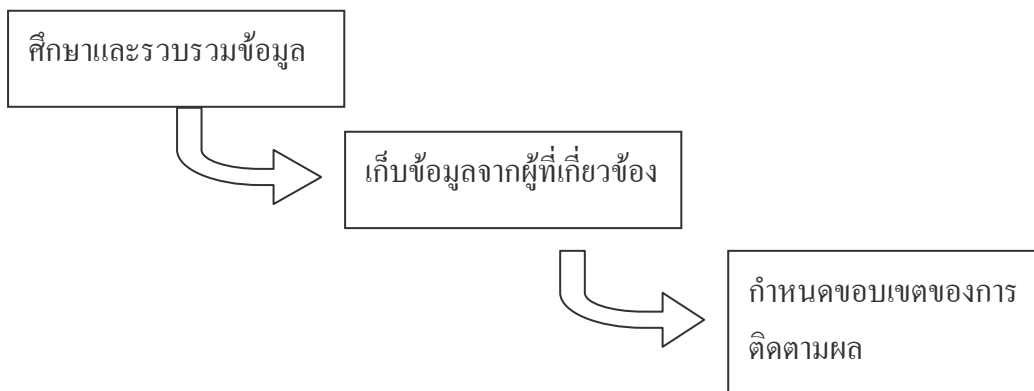 ศึกษาและรวบรวมข้อมูล
เก็บข้อมูลจากผู้ที่เกี่ยวข้อง
กำหนดขอบเขตของการ
ติดตามผล